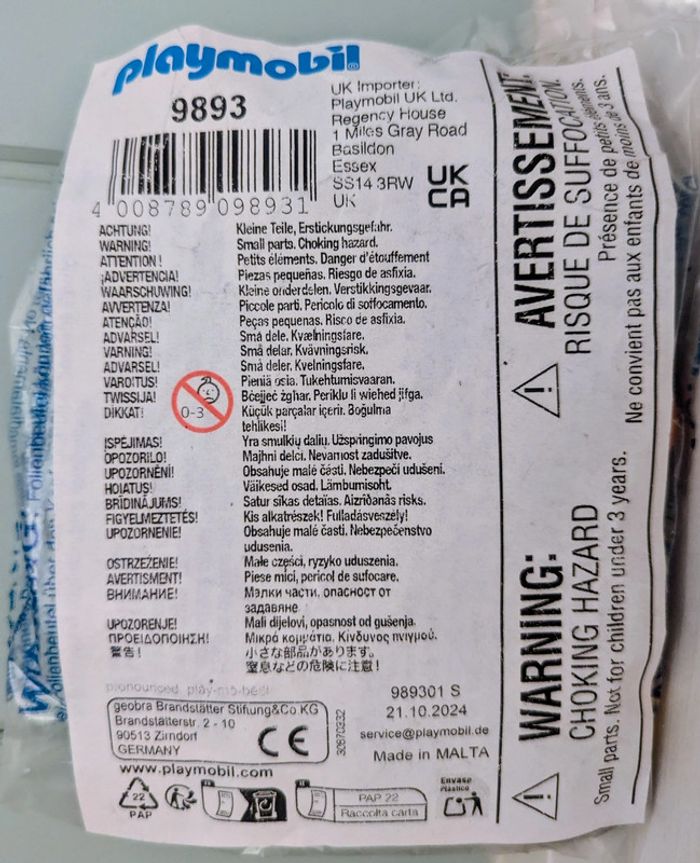 playmobil®
9893
UK Importer:
Playmobil UK Ltd.
Regency House
1 Miles Gray Road
Basildon
Essex
SS14 3RW
UK
UK
CA
4 008789 098931
ACHTUNG! Kleine Teile, Erstickungsgefahr.
WARNING! Small parts. Choking hazard.
ATTENTION ! Petits éléments. Danger d'étouffement
¡ADVERTENCIA! Piezas pequeñas. Riesgo de asfixia.
WAARSCHUWING! Kleine onderdelen. Verstikkingsgevaar.
AVVERTENZA! Piccole parti. Pericolo di soffocamento.
ATENÇÃO! Peças pequenas. Risco de asfixia.
ADVARSEL! Små dele. Kvælningsfare.
VARNING! Små delar. Kvävningsrisk.
ADVARSEL! Små deler. Kvelningsfare.
VAROITUS! Pieniä osia. Tukehtumisvaaran.
TWISSIJA! Bċejjeċ żgħar. Periklu li wieħed jifga.
DIKKAT! Küçük parçalar içerir. Boğulma
tehlikesi!
0-3
ĮSPĖJIMAS! Yra smulkių dalių. Užspringimo pavojus
OPOZORILO! Majhni delci. Nevarnost zadušitve.
UPOZORNĚNÍ! Obsahuje malé části. Nebezpečí udušení.
HOIATUS! Väikesed osad. Lämbumisoht.
BRĪDINĀJUMS! Satur sīkas detaļas. Aizrīšanās risks.
FIGYELMEZTETÉS! Kis alkatrészek! Fulladásveszély!
UPOZORNENIE! Obsahuje malé časti. Nebezpečenstvo
udusenia.
OSTRZEŻENIE! Małe części, ryzyko uduszenia.
AVERTISMENT! Piese mici, pericol de sufocare.
ВНИМАНИЕ! Малки части, опасност от
задавяне.
UPOZORENJE! Mali dijelovi, opasnost od gušenja.
ΠΡΟΕΙΔΟΠΟΙΗΣΗ! Μικρά κομμάτια. Κίνδυνος πνιγμού.
警告! 小さな部品があります。
窒息などの危険に注意!
pronounced: play-mo-beel
geobra Brandstätter Stiftung&Co KG
Brandstätterstr. 2 - 10
90513 Zirndorf
GERMANY
CE
30670332
989301 S
21.10.2024
service@playmobil.de
Made in MALTA
www.playmobil.com
22
PAP
PAP 22
Raccolta carta
Envase
Plástico
AVERTISSEMENT:
RISQUE DE SUFFOCATION.
Présence de petits éléments.
Ne convient pas aux enfants de moins de 3 ans.
WARNING:
CHOKING HAZARD
Small parts. Not for children under 3 years.